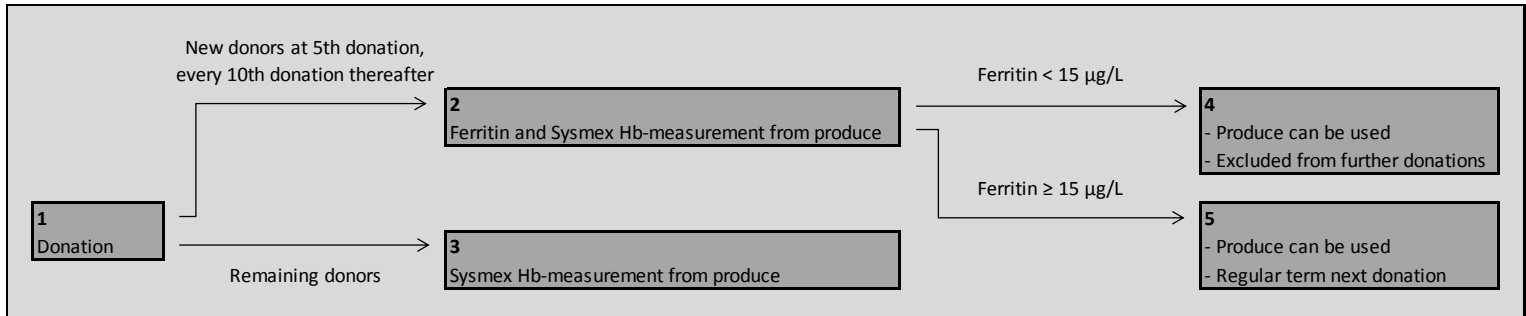 New donors at 5th donation,
every 10th donation thereafter
Ferritin < 15 µg/L
2
Ferritin and Sysmex Hb-measurement from produce
4
- Produce can be used
- Excluded from further donations
Ferritin ≥ 15 µg/L
1
Donation
5
- Produce can be used
- Regular term next donation
3
Sysmex Hb-measurement from produce
Remaining donors